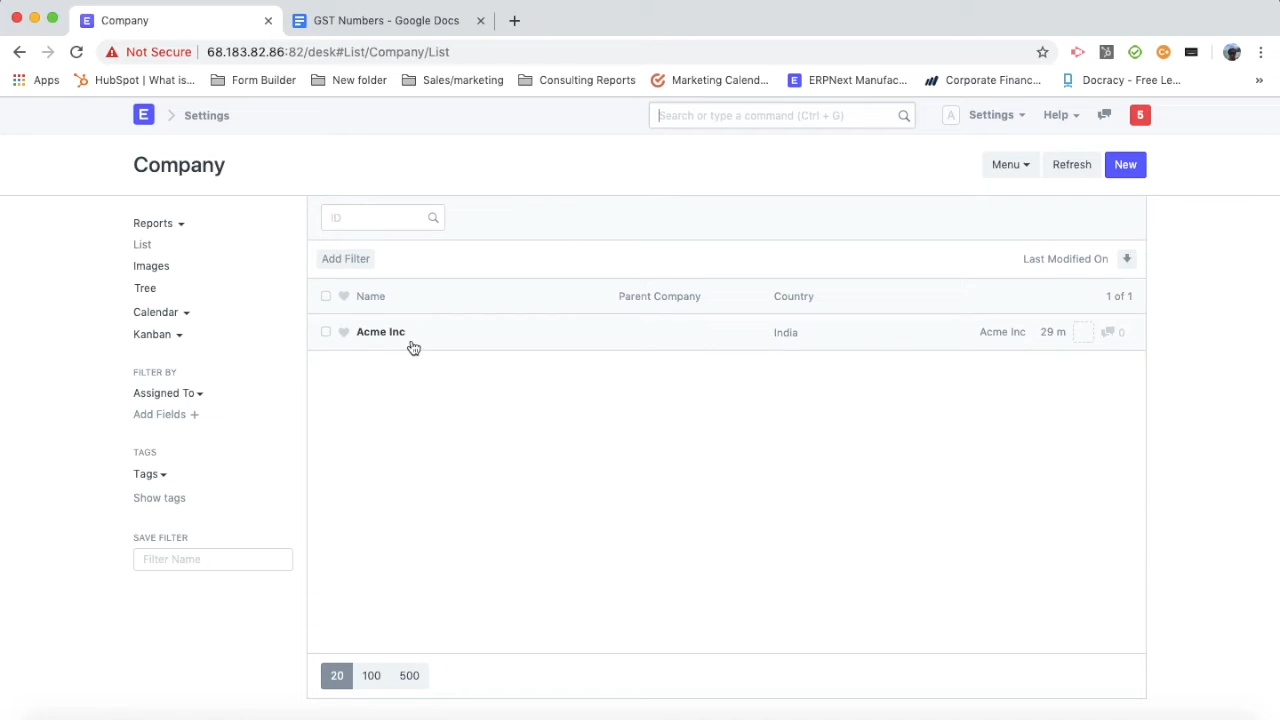 E Company × GST Numbers - Google Docs × +
Not Secure | 68.183.82.86:82/desk#List/Company/List
Apps HubSpot | What is... Form Builder New folder Sales/marketing Consulting Reports Marketing Calend... E ERPNext Manufac... Corporate Financ... Docracy - Free Le... »
E Settings Search or type a command (Ctrl + G) A Settings Help 5
Company Menu Refresh New
Reports
List
Images
Tree
Calendar
Kanban
FILTER BY
Assigned To
Add Fields +
TAGS
Tags
Show tags
SAVE FILTER
Filter Name
ID
Add Filter Last Modified On
Name Parent Company Country 1 of 1
Acme Inc India Acme Inc 29 m 0
20 100 500